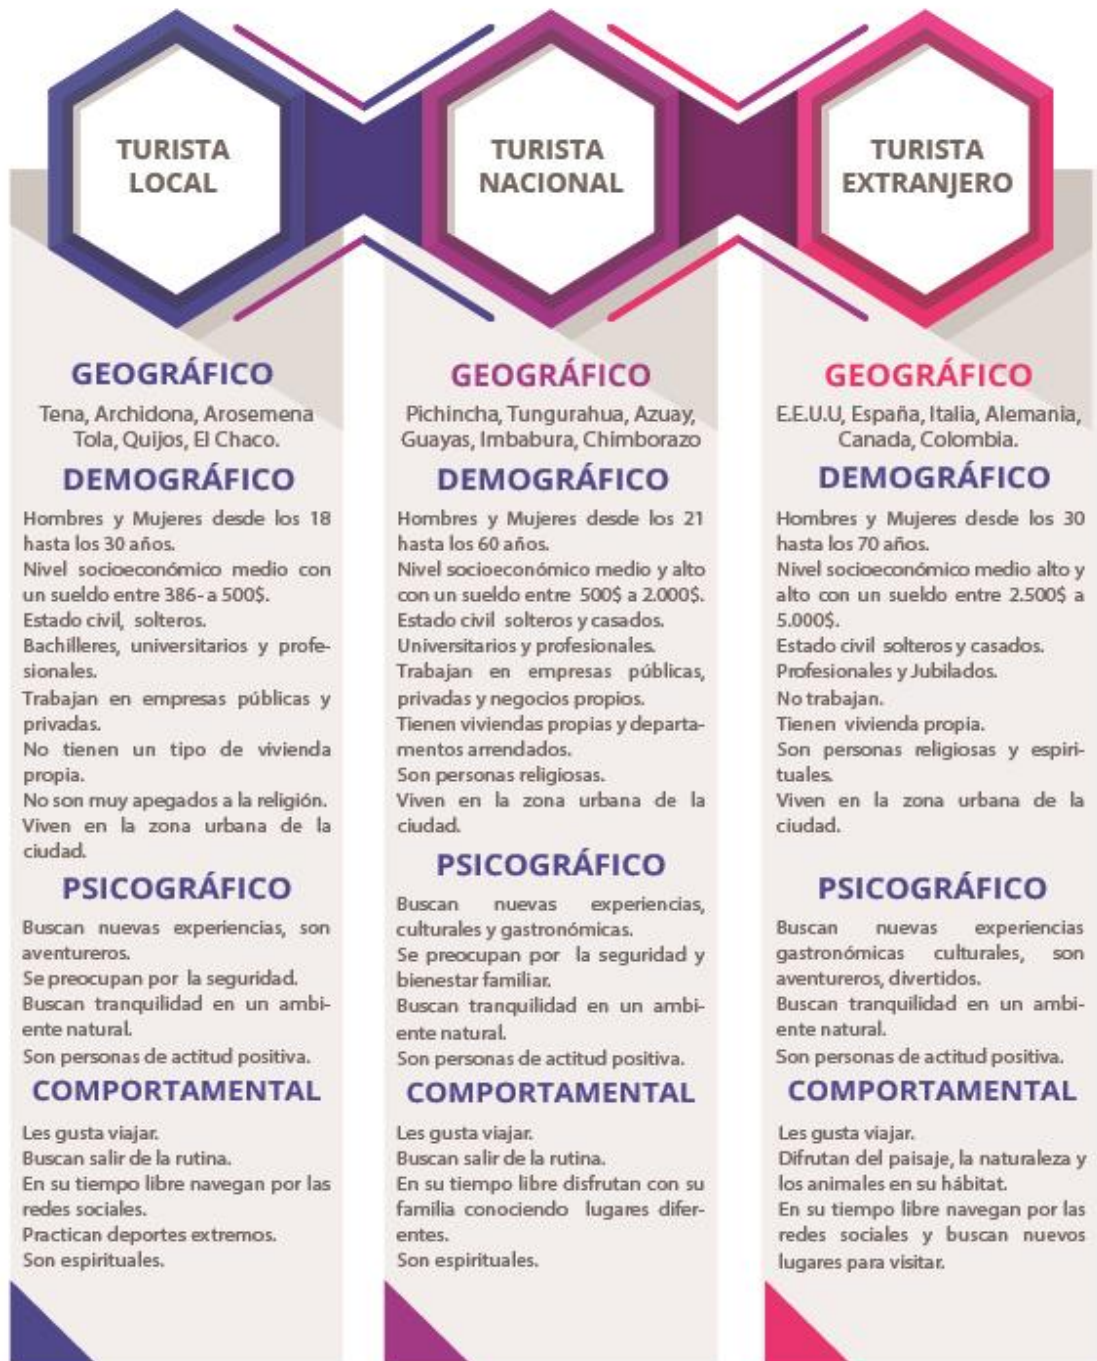 TURISTA
LOCAL
GEOGRÁFICO
Tena, Archidona, Arosemena
Tola, Quijos, El Chaco.
DEMOGRÁFICO
Hombres y Mujeres desde los 18
hasta los 30 años.
Nivel socioeconómico medio con
un sueldo entre 386- a 500$.
Estado civil, solteros.
Bachilleres, universitarios y profe-
sionales.
Trabajan en empresas públicas y
privadas.
No tienen un tipo de vivienda
propia.
No son muy apegados a la religión.
Viven en la zona urbana de la
ciudad.
PSICOGRÁFICO
Buscan nuevas experiencias, son
aventureros.
Se preocupan por la seguridad.
Buscan tranquilidad en un ambi-
ente natural.
Son personas de actitud positiva.
COMPORTAMENTAL
Les gusta viajar.
Buscan salir de la rutina.
En su tiempo libre navegan por las
redes sociales.
Practican deportes extremos.
Son espirituales.
TURISTA
NACIONAL
GEOGRÁFICO
Pichincha, Tungurahua, Azuay,
Guayas, Imbabura, Chimborazo
DEMOGRÁFICO
Hombres y Mujeres desde los 21
hasta los 60 años.
Nivel socioeconómico medio y alto
con un sueldo entre 500$ a 2.000$.
Estado civil solteros y casados.
Universitarios y profesionales.
Trabajan en empresas públicas,
privadas y negocios propios.
Tienen viviendas propias y departa-
mentos arrendados.
Son personas religiosas.
Viven en la zona urbana de la
ciudad.
PSICOGRÁFICO
Buscan nuevas experiencias,
culturales y gastronómicas.
Se preocupan por la seguridad y
bienestar familiar.
Buscan tranquilidad en un ambi-
ente natural.
Son personas de actitud positiva.
COMPORTAMENTAL
Les gusta viajar.
Buscan salir de la rutina.
En su tiempo libre disfrutan con su
familia conociendo lugares difer-
entes.
Son espirituales.
TURISTA
EXTRANJERO
GEOGRÁFICO
E.E.U.U, España, Italia, Alemania,
Canada, Colombia.
DEMOGRÁFICO
Hombres y Mujeres desde los 30
hasta los 70 años.
Nivel socioeconómico medio alto y
alto con un sueldo entre 2.500$ a
5.000$.
Estado civil solteros y casados.
Profesionales y Jubilados.
No trabajan.
Tienen vivienda propia.
Son personas religiosas y espiri-
tuales.
Viven en la zona urbana de la
ciudad.
PSICOGRÁFICO
Buscan nuevas experiencias
gastronómicas culturales, son
aventureros, divertidos.
Buscan tranquilidad en un ambi-
ente natural.
Son personas de actitud positiva.
COMPORTAMENTAL
Les gusta viajar.
Difrutan del paisaje, la naturaleza y
los animales en su hábitat.
En su tiempo libre navegan por las
redes sociales y buscan nuevos
lugares para visitar.